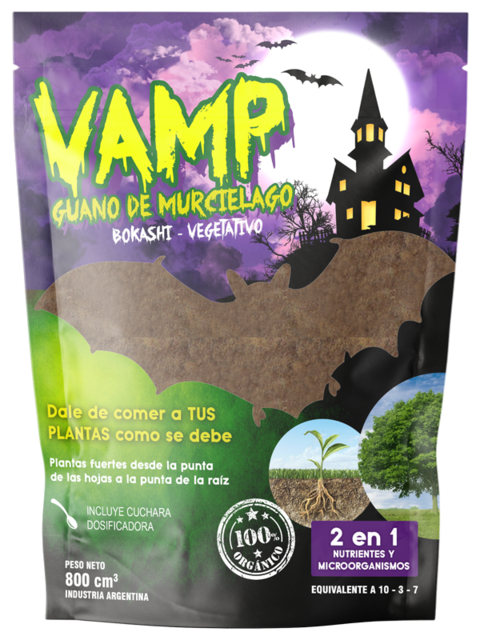 VAMP
GUANO DE MURCIELAGO
BOKASHI - VEGETATIVO
Dale de comer a TUS
PLANTAS como se debe
Plantas fuertes desde la punta
de las hojas a la punta de la raíz
INCLUYE CUCHARA
DOSIFICADORA
100%
ORGÁNICO
2 en 1
NUTRIENTES Y
MICROORGANISMOS
PESO NETO
800 cm³
INDUSTRIA ARGENTINA
EQUIVALENTE A 10 - 3 - 7